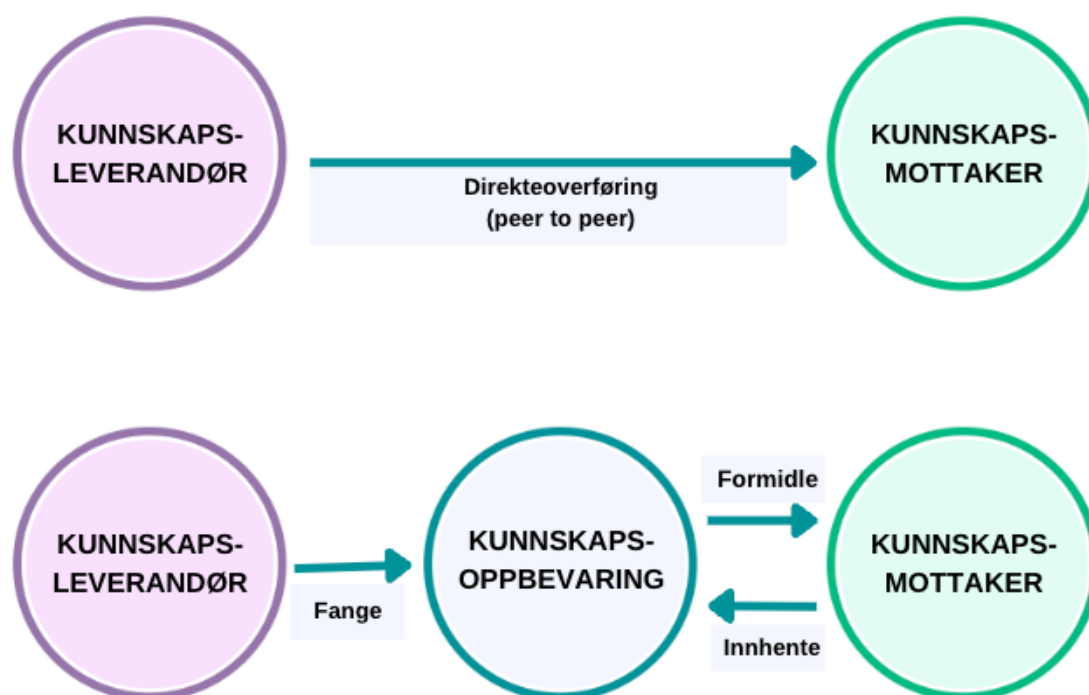 KUNNSKAPS-
LEVERANDØR
Direkteoverføring
(peer to peer)
KUNNSKAPS-
MOTTAKER
KUNNSKAPS-
LEVERANDØR
Fange
KUNNSKAPS-
OPPBEVARING
Formidle
Innhente
KUNNSKAPS-
MOTTAKER